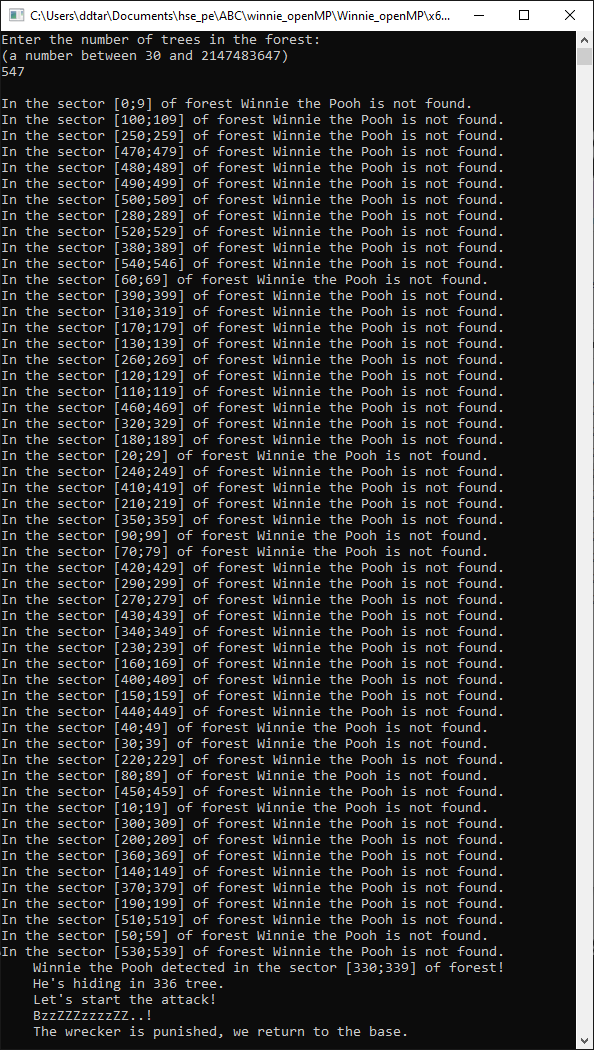 C:\Users\ddtar\Documents\hse_pe\ABC\winnie_openMP\Winnie_openMP\x6...
Enter the number of trees in the forest:
(a number between 30 and 2147483647)
547
In the sector [0;9] of forest Winnie the Pooh is not found.
In the sector [100;109] of forest Winnie the Pooh is not found.
In the sector [250;259] of forest Winnie the Pooh is not found.
In the sector [470;479] of forest Winnie the Pooh is not found.
In the sector [480;489] of forest Winnie the Pooh is not found.
In the sector [490;499] of forest Winnie the Pooh is not found.
In the sector [500;509] of forest Winnie the Pooh is not found.
In the sector [280;289] of forest Winnie the Pooh is not found.
In the sector [520;529] of forest Winnie the Pooh is not found.
In the sector [380;389] of forest Winnie the Pooh is not found.
In the sector [540;546] of forest Winnie the Pooh is not found.
In the sector [60;69] of forest Winnie the Pooh is not found.
In the sector [390;399] of forest Winnie the Pooh is not found.
In the sector [310;319] of forest Winnie the Pooh is not found.
In the sector [170;179] of forest Winnie the Pooh is not found.
In the sector [130;139] of forest Winnie the Pooh is not found.
In the sector [260;269] of forest Winnie the Pooh is not found.
In the sector [120;129] of forest Winnie the Pooh is not found.
In the sector [110;119] of forest Winnie the Pooh is not found.
In the sector [460;469] of forest Winnie the Pooh is not found.
In the sector [320;329] of forest Winnie the Pooh is not found.
In the sector [180;189] of forest Winnie the Pooh is not found.
In the sector [20;29] of forest Winnie the Pooh is not found.
In the sector [240;249] of forest Winnie the Pooh is not found.
In the sector [410;419] of forest Winnie the Pooh is not found.
In the sector [210;219] of forest Winnie the Pooh is not found.
In the sector [350;359] of forest Winnie the Pooh is not found.
In the sector [90;99] of forest Winnie the Pooh is not found.
In the sector [70;79] of forest Winnie the Pooh is not found.
In the sector [420;429] of forest Winnie the Pooh is not found.
In the sector [290;299] of forest Winnie the Pooh is not found.
In the sector [270;279] of forest Winnie the Pooh is not found.
In the sector [430;439] of forest Winnie the Pooh is not found.
In the sector [340;349] of forest Winnie the Pooh is not found.
In the sector [230;239] of forest Winnie the Pooh is not found.
In the sector [160;169] of forest Winnie the Pooh is not found.
In the sector [400;409] of forest Winnie the Pooh is not found.
In the sector [150;159] of forest Winnie the Pooh is not found.
In the sector [440;449] of forest Winnie the Pooh is not found.
In the sector [40;49] of forest Winnie the Pooh is not found.
In the sector [30;39] of forest Winnie the Pooh is not found.
In the sector [220;229] of forest Winnie the Pooh is not found.
In the sector [80;89] of forest Winnie the Pooh is not found.
In the sector [450;459] of forest Winnie the Pooh is not found.
In the sector [10;19] of forest Winnie the Pooh is not found.
In the sector [300;309] of forest Winnie the Pooh is not found.
In the sector [200;209] of forest Winnie the Pooh is not found.
In the sector [360;369] of forest Winnie the Pooh is not found.
In the sector [140;149] of forest Winnie the Pooh is not found.
In the sector [370;379] of forest Winnie the Pooh is not found.
In the sector [190;199] of forest Winnie the Pooh is not found.
In the sector [510;519] of forest Winnie the Pooh is not found.
In the sector [50;59] of forest Winnie the Pooh is not found.
In the sector [530;539] of forest Winnie the Pooh is not found.
Winnie the Pooh detected in the sector [330;339] of forest!
He's hiding in 336 tree.
Let's start the attack!
BzzZZZzzzzZZ..!
The wrecker is punished, we return to the base.